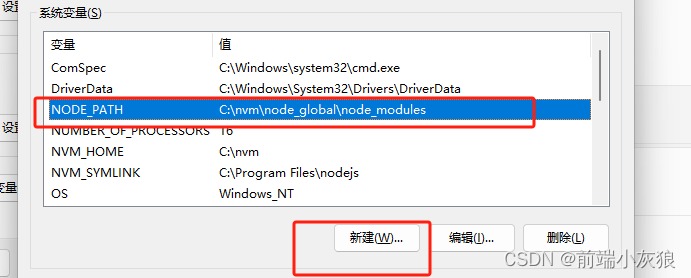 设置
系统变量(S)
变量 值
ComSpec C:\Windows\system32\cmd.exe
DriverData C:\Windows\System32\Drivers\DriverData
NODE_PATH C:\nvm\node_global\node_modules
设置
NUMBER_OF_PROCESSORS 16
NVM_HOME C:\nvm
NVM_SYMLINK C:\Program Files\nodejs
变量
OS Windows_NT
新建(W)... 编辑(I)... 删除(L)
CSDN @前端小灰狼